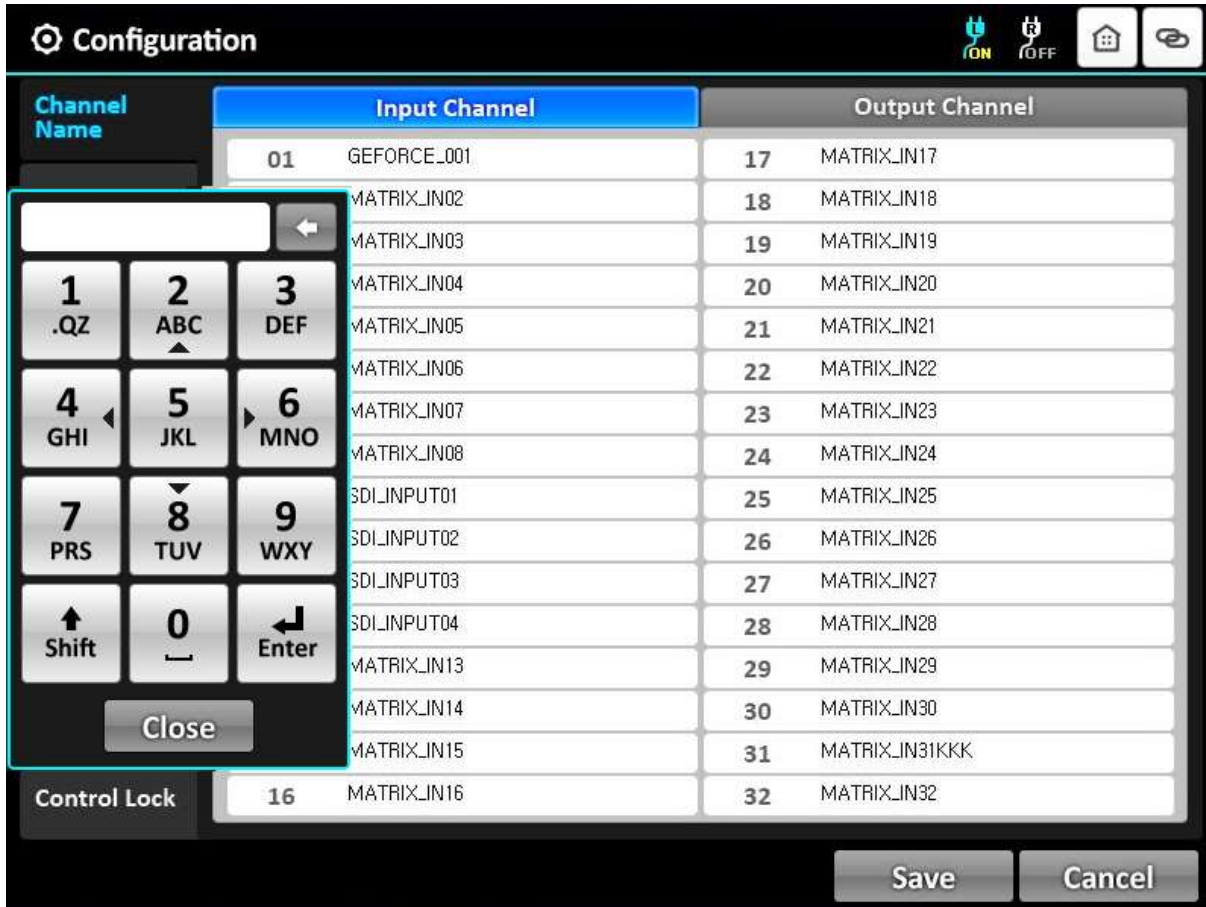 Configuration
L
ON
R
OFF
Channel
Name
Input Channel
Output Channel
01 GEFORCE_001
17 MATRIX_IN17
MATRIX_IN02
18 MATRIX_IN18
MATRIX_IN03
19 MATRIX_IN19
MATRIX_IN04
20 MATRIX_IN20
MATRIX_IN05
21 MATRIX_IN21
MATRIX_IN06
22 MATRIX_IN22
MATRIX_IN07
23 MATRIX_IN23
MATRIX_IN08
24 MATRIX_IN24
SDI_INPUT01
25 MATRIX_IN25
SDI_INPUT02
26 MATRIX_IN26
SDI_INPUT03
27 MATRIX_IN27
SDI_INPUT04
28 MATRIX_IN28
MATRIX_IN13
29 MATRIX_IN29
MATRIX_IN14
30 MATRIX_IN30
MATRIX_IN15
31 MATRIX_IN31KKK
16 MATRIX_IN16
32 MATRIX_IN32
1 2 3
.QZ ABC DEF
4 5 6
GHI JKL MNO
7 8 9
PRS TUV WXY
0
Shift Enter
Close
Control Lock
Save Cancel